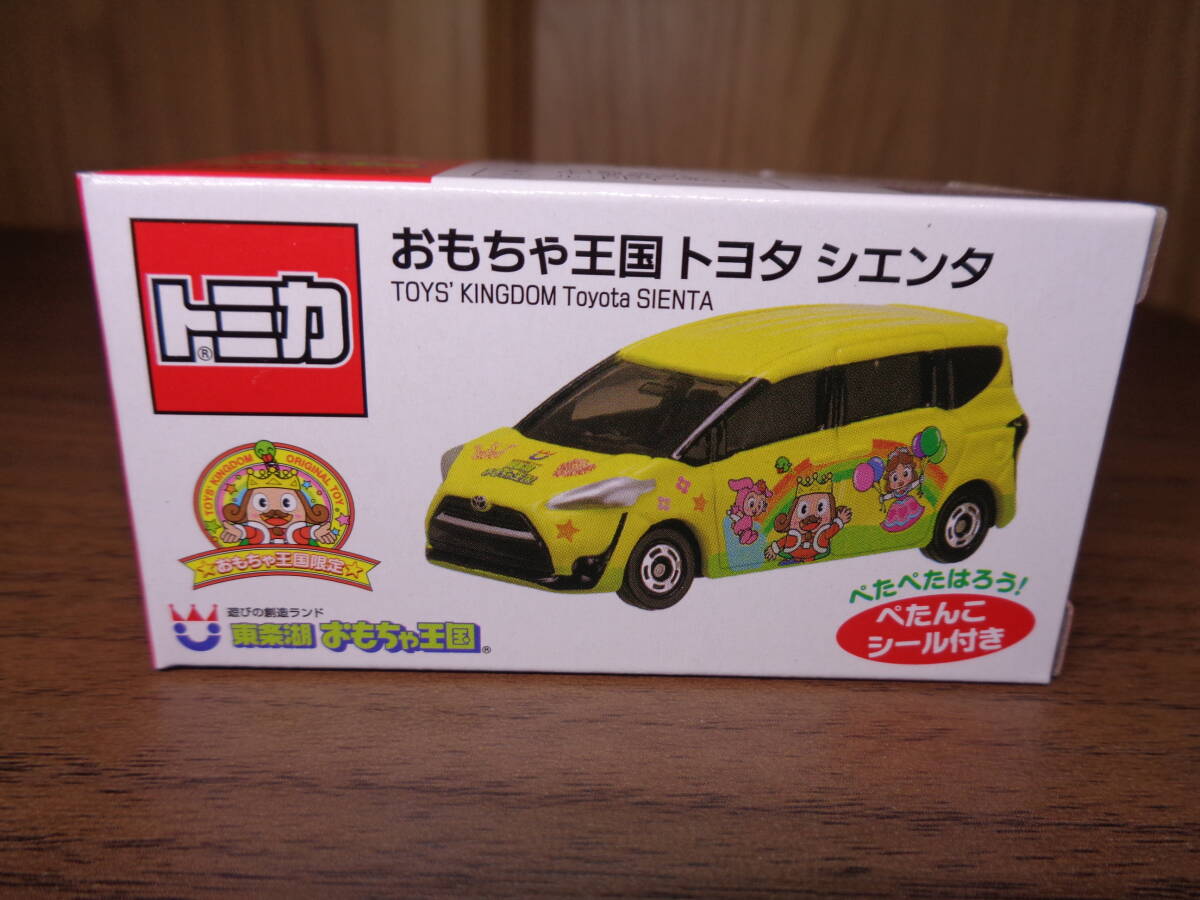 おもちゃ王国 トヨタ シエンタ
TOYS' KINGDOM Toyota SIENTA
トミカ®
TOYS' KINGDOM ORIGINAL TOY
☆おもちゃ王国限定☆
遊びの創造ランド
東条湖 おもちゃ王国®
ぺたぺたはろう!
ぺたんこ
シール付き